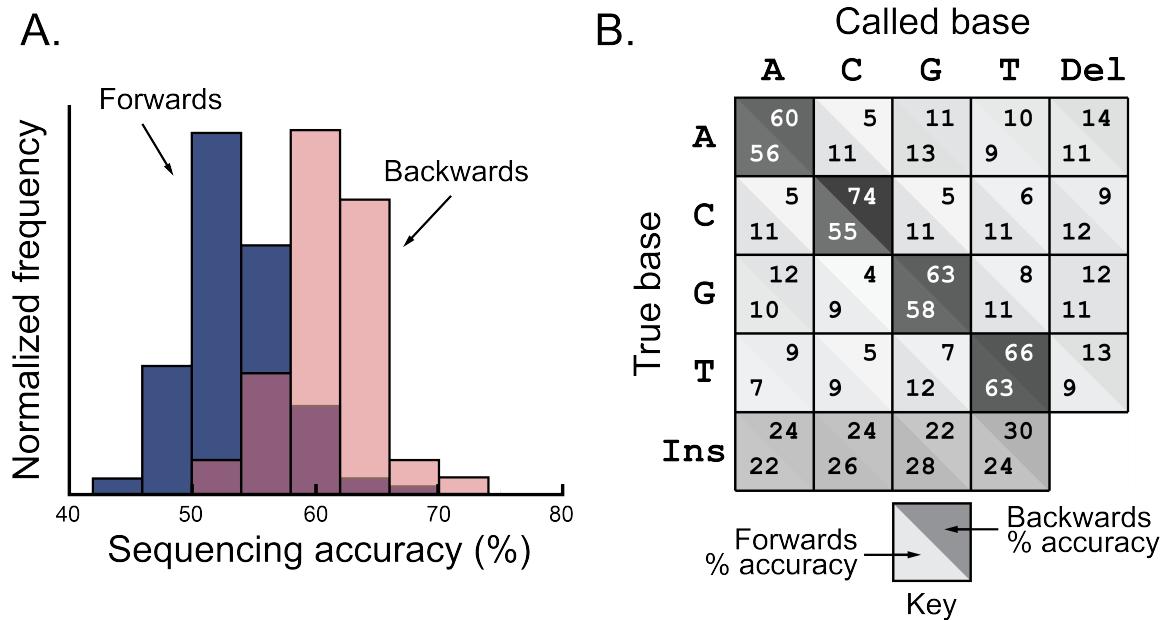 A.
Forwards
Backwards
Normalized frequency
40 50 60 70 80
Sequencing accuracy (%)
B.
Called base
A C G T Del
True base
A 60 5 11 10 14
56 11 13 9 11
C 5 74 5 6 9
11 55 11 11 12
G 12 4 63 8 12
10 9 58 11 11
T 9 5 7 66 13
7 9 12 63 9
Ins 24 24 22 30
22 26 28 24
Forwards
% accuracy
Backwards
% accuracy
Key